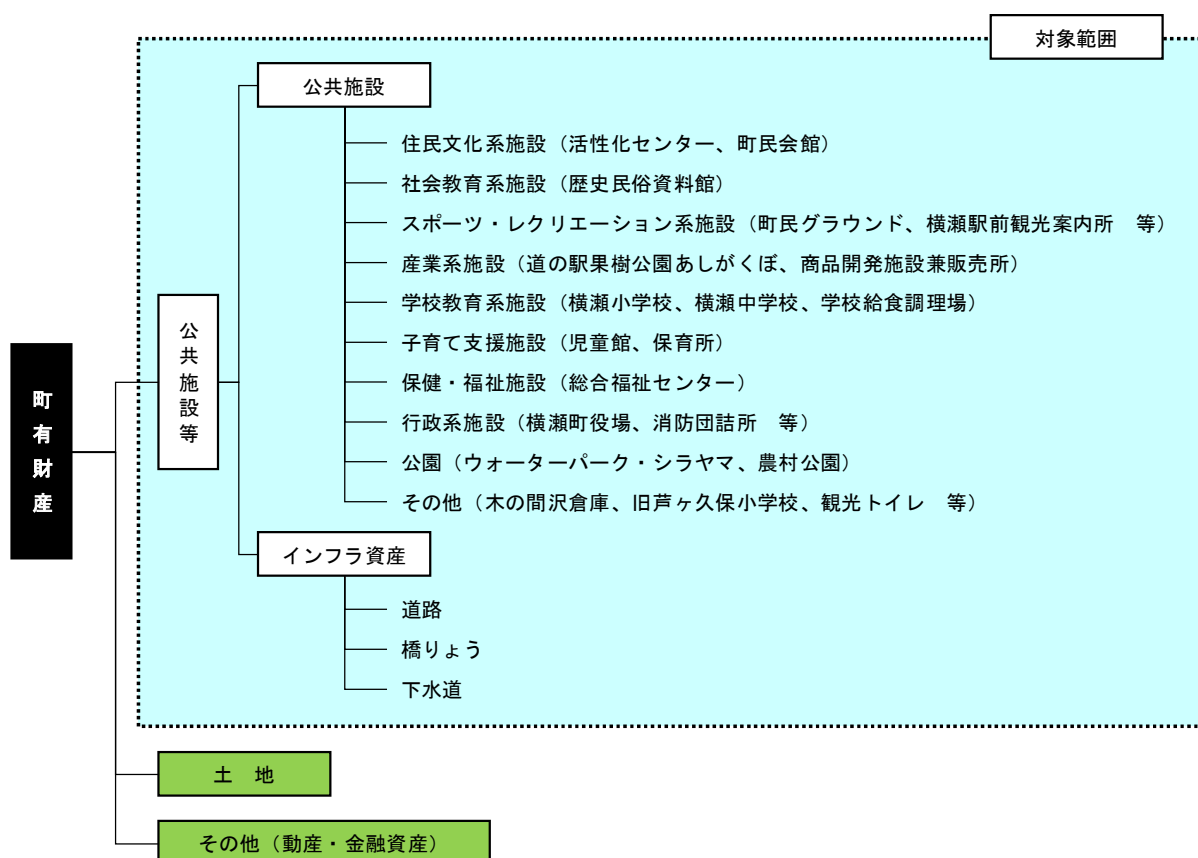 対象範囲
公共施設
住民文化系施設（活性化センター、町民会館）
社会教育系施設（歴史民俗資料館）
スポーツ・レクリエーション系施設（町民グラウンド、横瀬駅前観光案内所　等）
産業系施設（道の駅果樹公園あしがくぼ、商品開発施設兼販売所）
学校教育系施設（横瀬小学校、横瀬中学校、学校給食調理場）
子育て支援施設（児童館、保育所）
保健・福祉施設（総合福祉センター）
行政系施設（横瀬町役場、消防団詰所　等）
公園（ウォーターパーク・シラヤマ、農村公園）
その他（木の間沢倉庫、旧芦ヶ久保小学校、観光トイレ　等）
公共施設等
町有財産
インフラ資産
道路
橋りょう
下水道
土　地
その他（動産・金融資産）